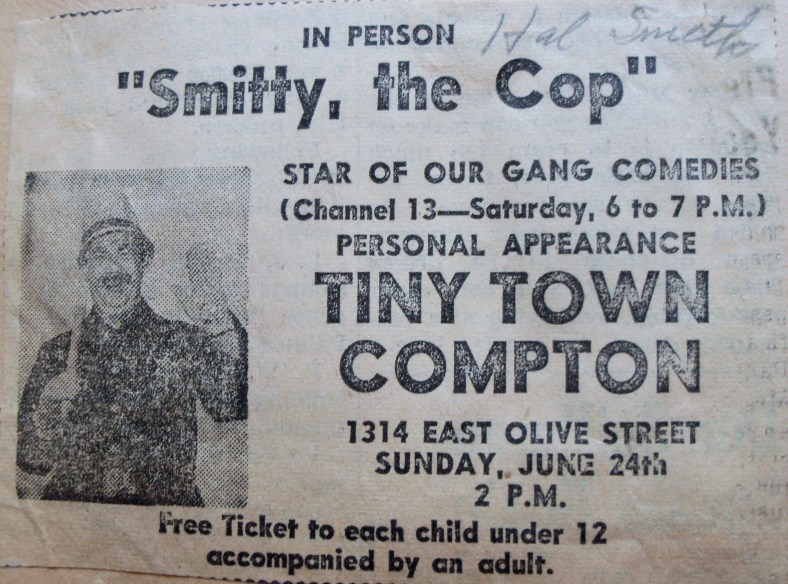 IN PERSON Hal Smith
"Smitty, the Cop"
STAR OF OUR GANG COMEDIES
(Channel 13—Saturday, 6 to 7 P.M.)
PERSONAL APPEARANCE
TINY TOWN
COMPTON
1314 EAST OLIVE STREET
SUNDAY, JUNE 24th
2 P.M.
Free Ticket to each child under 12
accompanied by an adult.